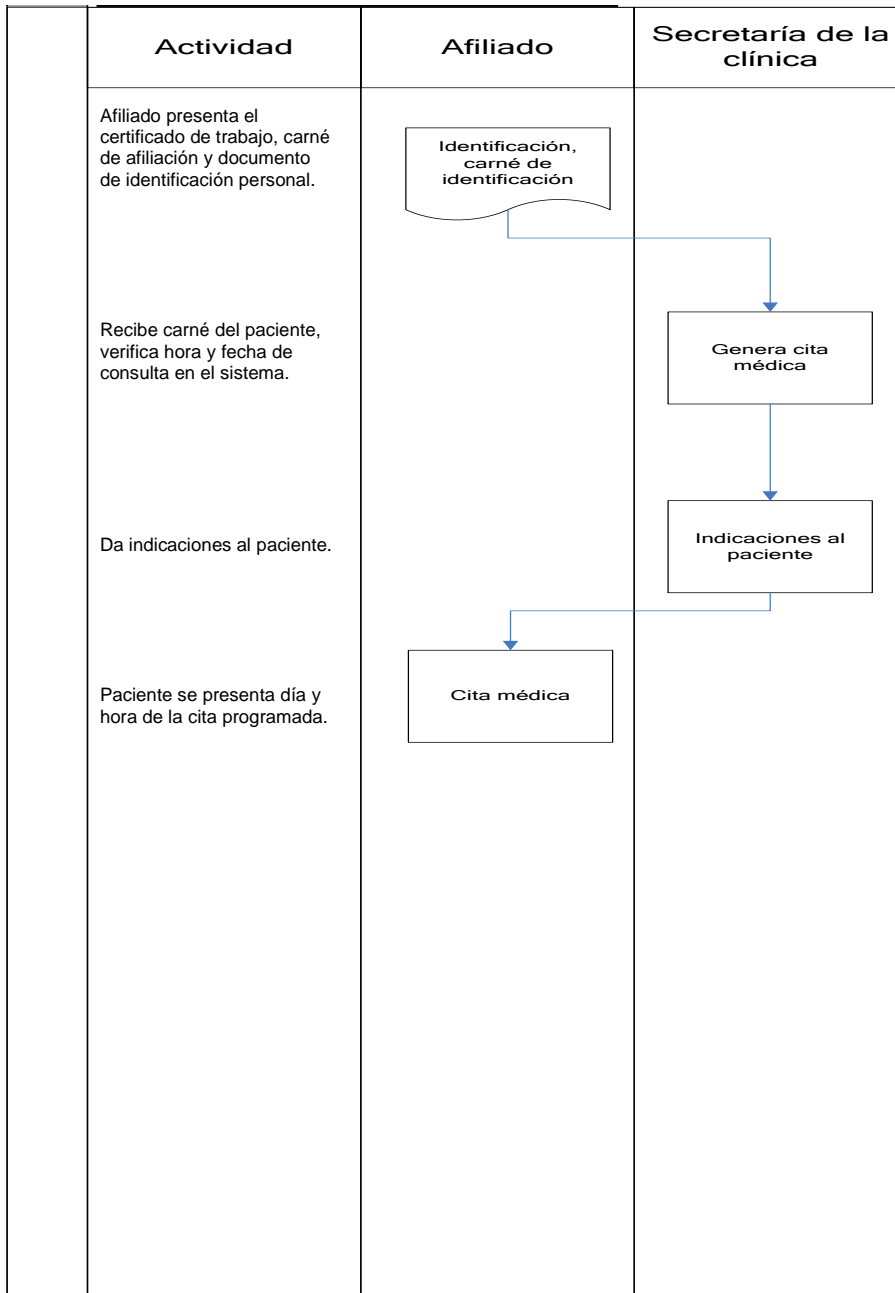 Actividad
Afiliado
Secretaría de la
clínica
Afiliado presenta el
certificado de trabajo, carné
de afiliación y documento
de identificación personal.
Identificación,
carné de
identificación
Recibe carné del paciente,
verifica hora y fecha de
consulta en el sistema.
Genera cita
médica
Da indicaciones al paciente.
Indicaciones al
paciente
Paciente se presenta día y
hora de la cita programada.
Cita médica